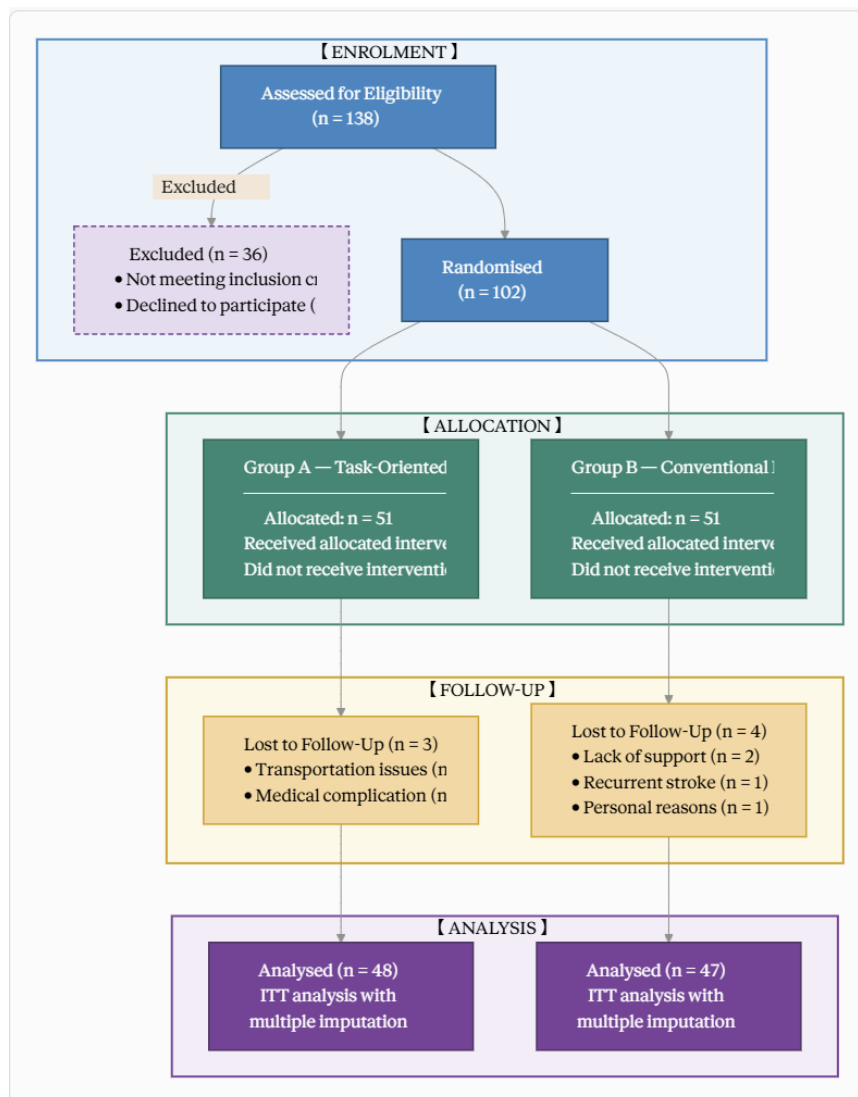 【 ENROLMENT 】
Assessed for Eligibility
(n = 138)
Excluded
Excluded (n = 36)
• Not meeting inclusion
• Declined to participate (
Randomised
(n = 102)
【 ALLOCATION 】
Group A — Task-Oriented
Allocated: n = 51
Received allocated
Did not receive
Group B — Conventional
Allocated: n = 51
Received allocated
Did not receive
【 FOLLOW-UP 】
Lost to Follow-Up (n = 3)
• Transportation issues (n
• Medical complication (n
Lost to Follow-Up (n = 4)
• Lack of support (n = 2)
• Recurrent stroke (n = 1)
• Personal reasons (n = 1)
【 ANALYSIS 】
Analysed (n = 48)
ITT analysis with
multiple imputation
Analysed (n = 47)
ITT analysis with
multiple imputation